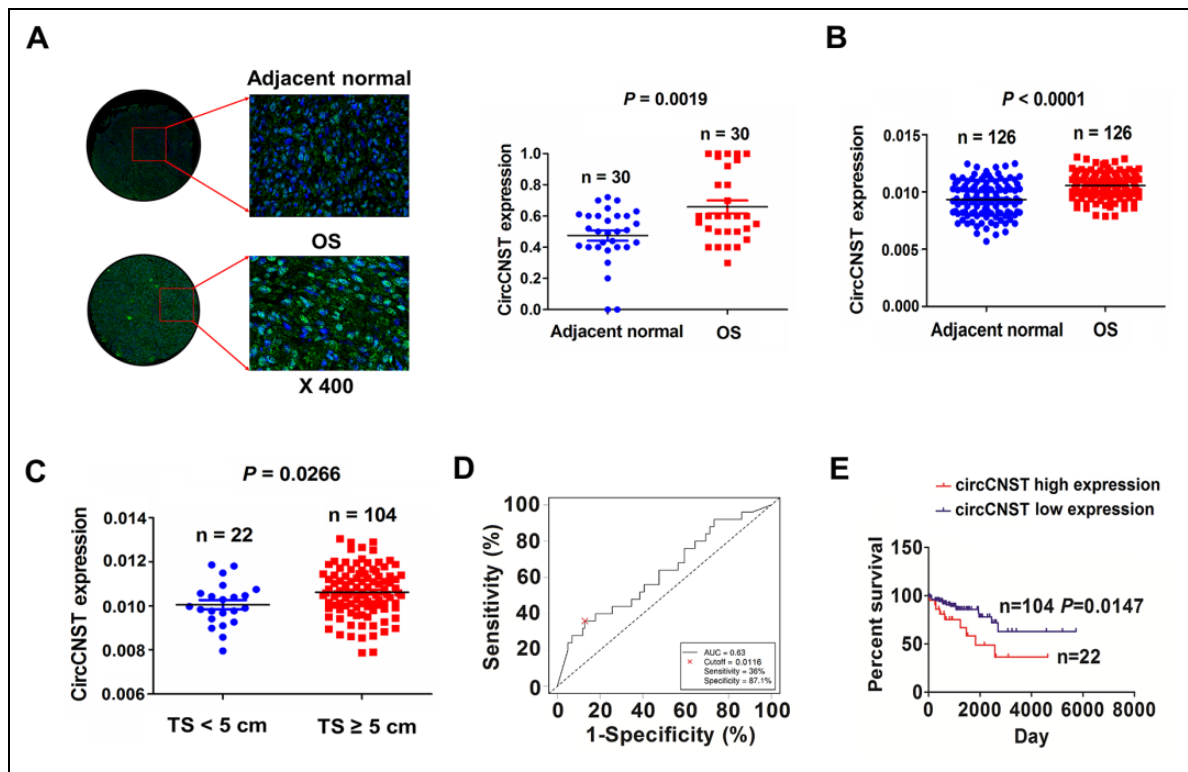 A
Adjacent normal
OS
X 400
P = 0.0019
n = 30
n = 30
CircCNST expression
1.0
0.8
0.6
0.4
0.2
0.0
Adjacent normal
OS
B
P < 0.0001
n = 126
n = 126
CircCNST expression
0.015
0.010
0.005
0.000
Adjacent normal
OS
C
P = 0.0266
n = 22
n = 104
CircCNST expression
0.014
0.012
0.010
0.008
0.006
TS < 5 cm
TS ≥ 5 cm
D
Sensitivity (%)
100
80
60
40
20
0
AUC = 0.63
× Cutoff = 0.0116
Sensitivity = 36%
Specificity = 87.1%
0 20 40 60 80 100
1-Specificity (%)
E
circCNST high expression
circCNST low expression
Percent survival
150
100
50
0
n=104 P=0.0147
n=22
0 2000 4000 6000 8000
Day